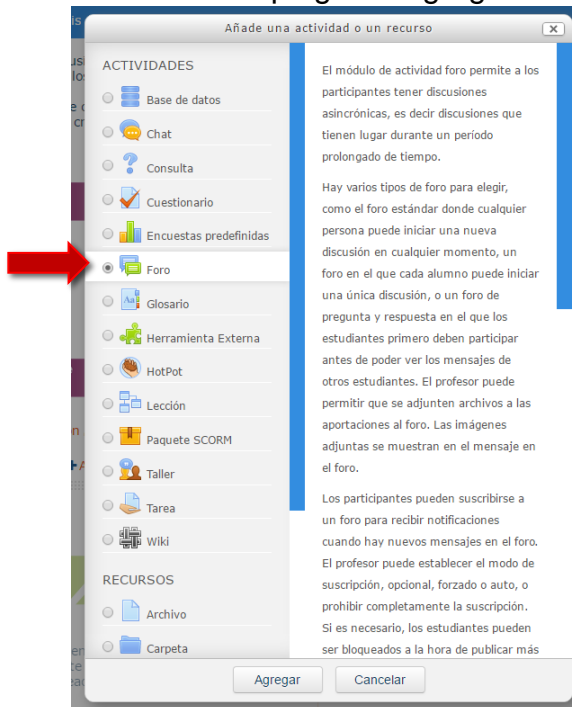 Añade una actividad o un recurso
ACTIVIDADES
Base de datos
Chat
Consulta
Cuestionario
Encuestas predefinidas
Foro
Glosario
Herramienta Externa
HotPot
Lección
Paquete SCORM
Taller
Tarea
Wiki
RECURSOS
Archivo
Carpeta
El módulo de actividad foro permite a los
participantes tener discusiones
asincrónicas, es decir discusiones que
tienen lugar durante un período
prolongado de tiempo.
Hay varios tipos de foro para elegir,
como el foro estándar donde cualquier
persona puede iniciar una nueva
discusión en cualquier momento, un
foro en el que cada alumno puede iniciar
una única discusión, o un foro de
pregunta y respuesta en el que los
estudiantes primero deben participar
antes de poder ver los mensajes de
otros estudiantes. El profesor puede
permitir que se adjunten archivos a las
aportaciones al foro. Las imágenes
adjuntas se muestran en el mensaje en
el foro.
Los participantes pueden suscribirse a
un foro para recibir notificaciones
cuando hay nuevos mensajes en el foro.
El profesor puede establecer el modo de
suscripción, opcional, forzado o auto, o
prohibir completamente la suscripción.
Si es necesario, los estudiantes pueden
ser bloqueados a la hora de publicar más
Agregar
Cancelar